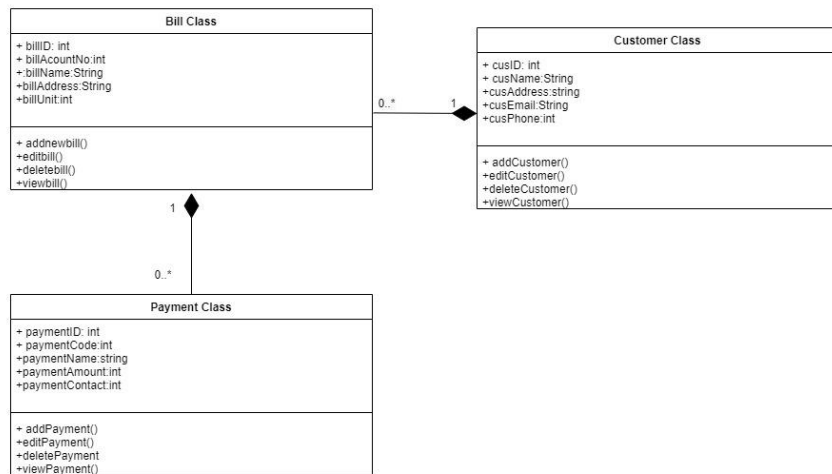 Bill Class
+ billID: int
+ billAcountNo:int
+:billName:String
+billAddress:String
+billUnit:int
+ addnewbill()
+editbill()
+deletebill()
+viewbill()
0..*
1
Customer Class
+ cusID: int
+ cusName:String
+cusAddress:string
+cusEmail:String
+cusPhone:int
+ addCustomer()
+editCustomer()
+deleteCustomer()
+viewCustomer()
1
0..*
Payment Class
+ paymentID: int
+ paymentCode:int
+paymentName:string
+paymentAmount:int
+paymentContact:int
+ addPayment()
+editPayment()
+deletePayment
+viewPayment()